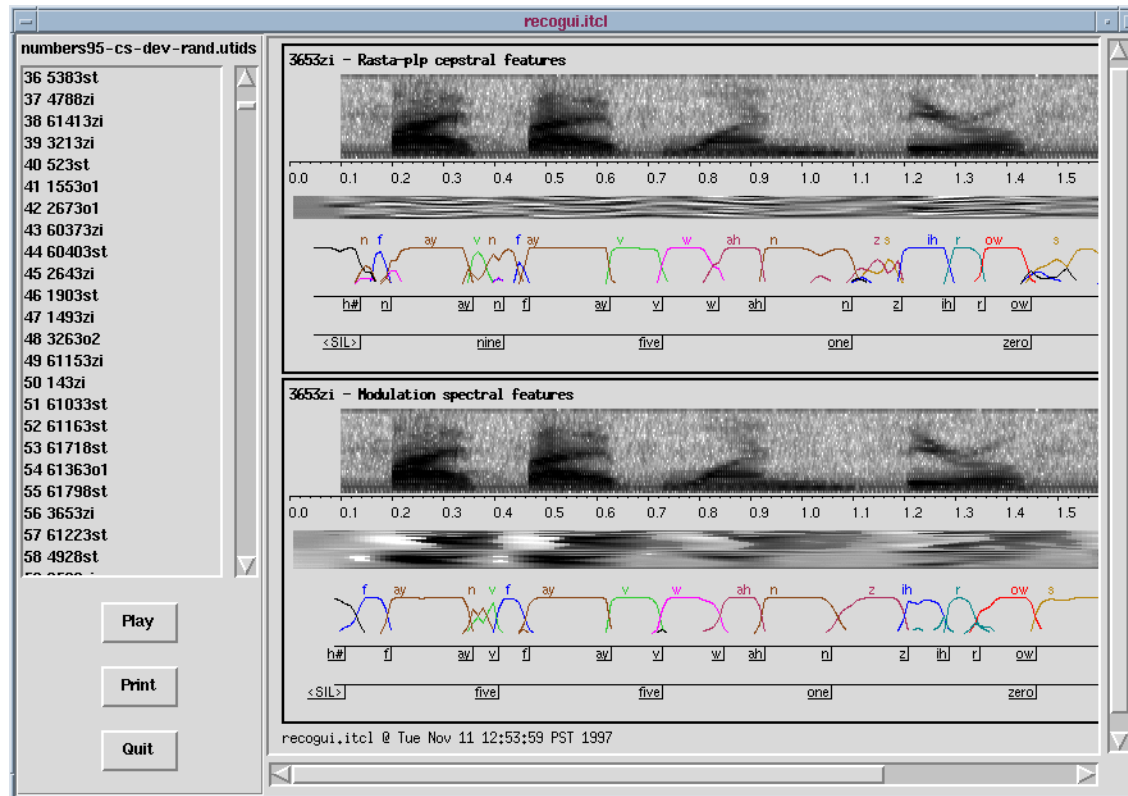 recogui.itcl
numbers95-cs-dev-rand.utids
36 5383st
37 4788zi
38 61413zi
39 3213zi
40 523st
41 1553o1
42 2673o1
43 60373zi
44 60403st
45 2643zi
46 1903st
47 1493zi
48 3263o2
49 61153zi
50 143zi
51 61033st
52 61163st
53 61718st
54 61363o1
55 61798st
56 3653zi
57 61223st
58 4928st
Play
Print
Quit
3653zi - Rasta-plp cepstral features
0.0 0.1 0.2 0.3 0.4 0.5 0.6 0.7 0.8 0.9 1.0 1.1 1.2 1.3 1.4 1.5
n f ay v n f ay v w ah n z s ih r ow s
h# n ay n f ay v w ah n z ih r ow
<SIL> nine five one zero
3653zi - Modulation spectral features
0.0 0.1 0.2 0.3 0.4 0.5 0.6 0.7 0.8 0.9 1.0 1.1 1.2 1.3 1.4 1.5
f ay n v f ay v w ah n z ih r ow s
h# f ay v f ay v w ah n z ih r ow
<SIL> five five one zero
recogui.itcl @ Tue Nov 11 12:53:59 PST 1997